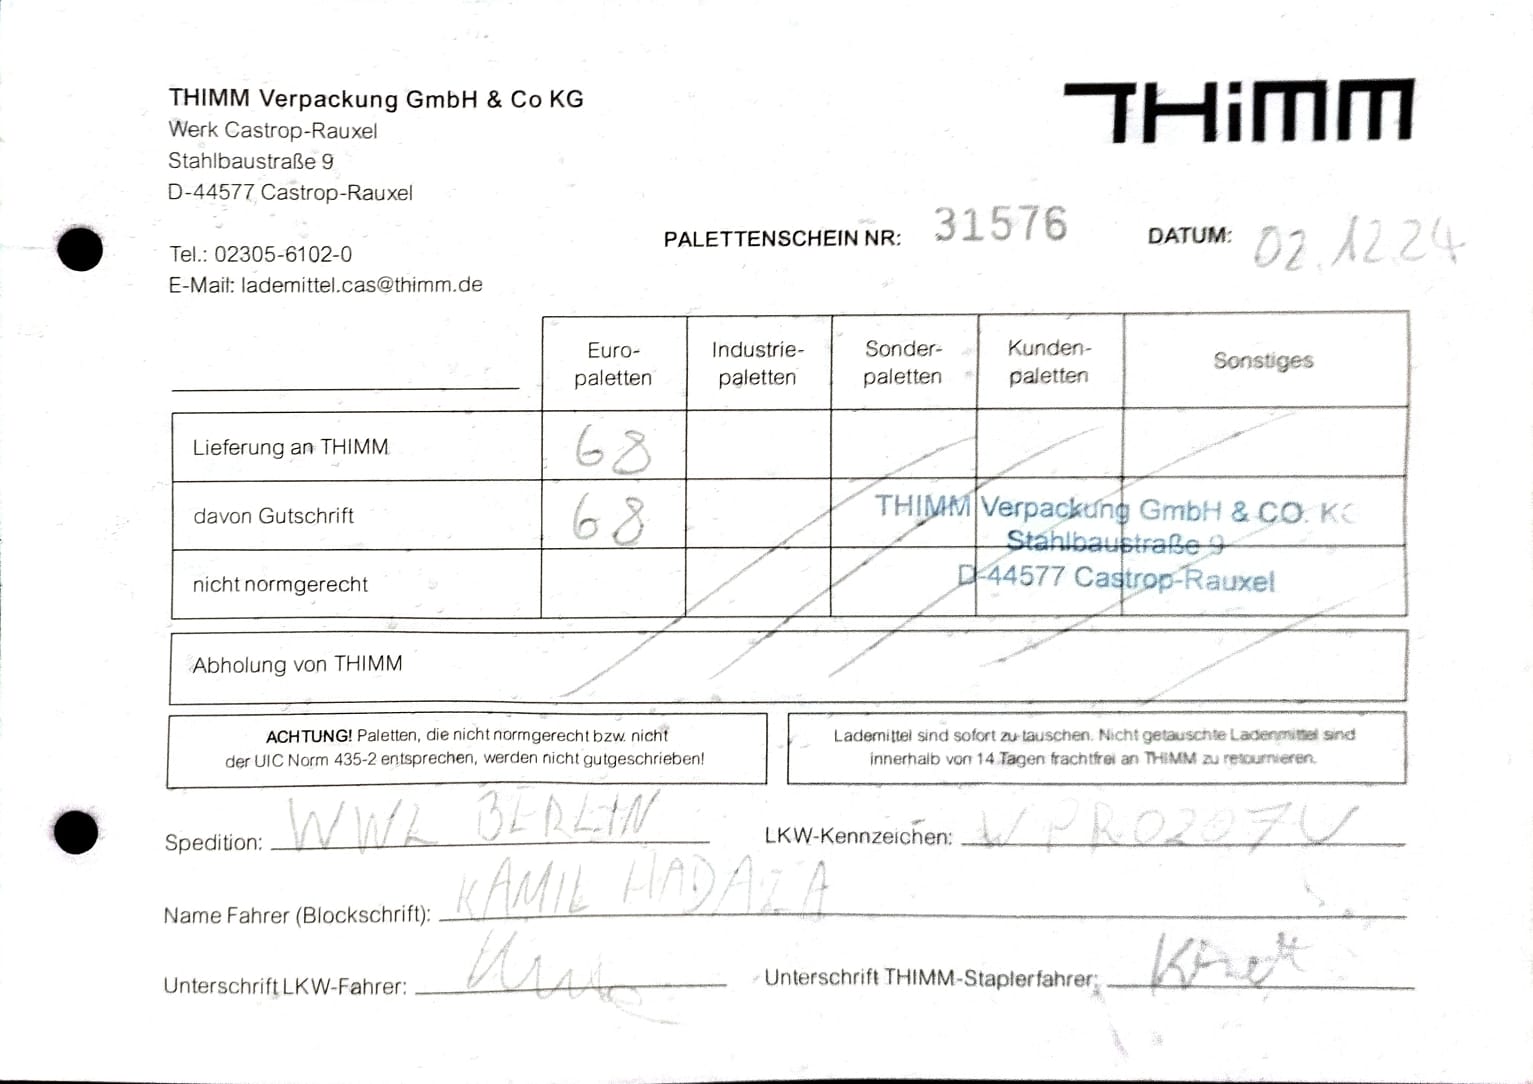 THIMM Verpackung GmbH & Co KG
Werk Castrop-Rauxel
Stahlbaustraße 9
D-44577 Castrop-Rauxel
THIMM
Tel.: 02305-6102-0
E-Mail: lademittel.cas@thimm.de
PALETTENSCHEIN NR: 31576
DATUM: 02.12.24
Euro-paletten Industrie-paletten Sonder-paletten Kunden-paletten Sonstiges
Lieferung an THIMM 68
davon Gutschrift 68
nicht normgerecht
THIMM Verpackung GmbH & CO. KG
Stahlbaustraße 9
D-44577 Castrop-Rauxel
Abholung von THIMM
ACHTUNG! Paletten, die nicht normgerecht bzw. nicht
der UIC Norm 435-2 entsprechen, werden nicht gutgeschrieben!
Lademittel sind sofort zu tauschen. Nicht getauschte Lademittel sind
innerhalb von 14 Tagen frachtfrei an THIMM zu retournieren.
Spedition: WWL BERLIN
LKW-Kennzeichen: WPR0207V
Name Fahrer (Blockschrift): KAMIL
Unterschrift LKW-Fahrer:
Unterschrift THIMM-Staplerfahrer: